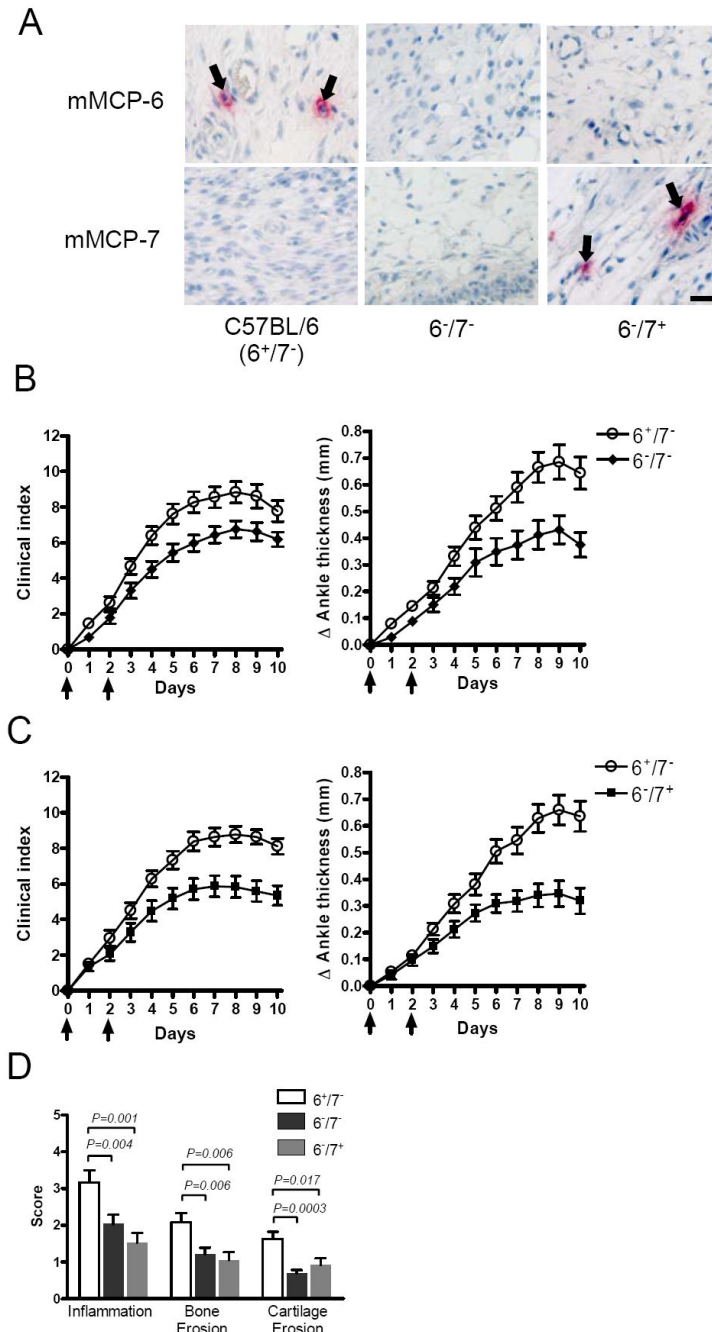 A
mMCP-6
mMCP-7
C57BL/6
(6⁺/7⁻)
6⁻/7⁻
6⁻/7⁺
B
12
10
8
6
4
2
0
Clinical index
0 1 2 3 4 5 6 7 8 9 10
Days
0.8
0.7
0.6
0.5
0.4
0.3
0.2
0.1
0.0
Δ Ankle thickness (mm)
0 1 2 3 4 5 6 7 8 9 10
Days
6⁺/7⁻
6⁻/7⁻
C
12
10
8
6
4
2
0
Clinical index
0 1 2 3 4 5 6 7 8 9 10
Days
0.8
0.7
0.6
0.5
0.4
0.3
0.2
0.1
0.0
Δ Ankle thickness (mm)
0 1 2 3 4 5 6 7 8 9 10
Days
6⁺/7⁻
6⁻/7⁺
D
6⁺/7⁻
6⁻/7⁻
6⁻/7⁺
5
4
3
2
1
0
Score
P=0.001
P=0.004
P=0.006
P=0.006
P=0.017
P=0.0003
Inflammation
Bone
Erosion
Cartilage
Erosion